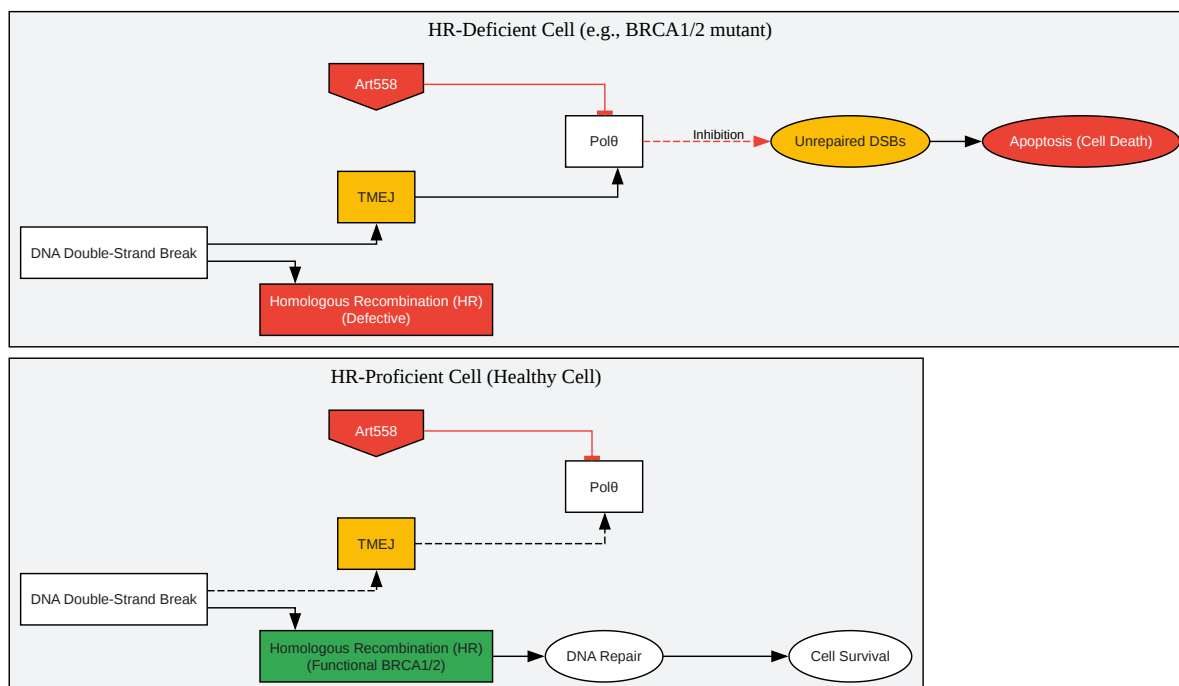 HR-Deficient Cell (e.g., BRCA1/2 mutant)
Art558
Polθ
Inhibition
Unrepaired DSBs
Apoptosis (Cell Death)
TMEJ
DNA Double-Strand Break
Homologous Recombination (HR)
(Defective)
HR-Proficient Cell (Healthy Cell)
Art558
Polθ
TMEJ
DNA Double-Strand Break
Homologous Recombination (HR)
(Functional BRCA1/2)
DNA Repair
Cell Survival